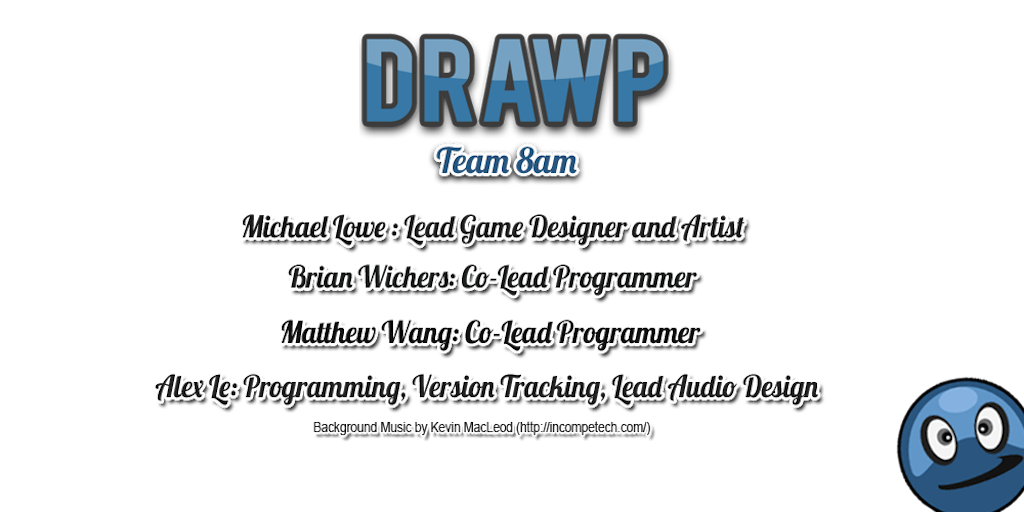 DRAWP
Team 8am
Michael Lowe : Lead Game Designer and Artist
Brian Wichers: Co-Lead Programmer
Matthew Wang: Co-Lead Programmer
Alex Le: Programming, Version Tracking, Lead Audio Design
Background Music by Kevin MacLeod (http://incompetech.com/)